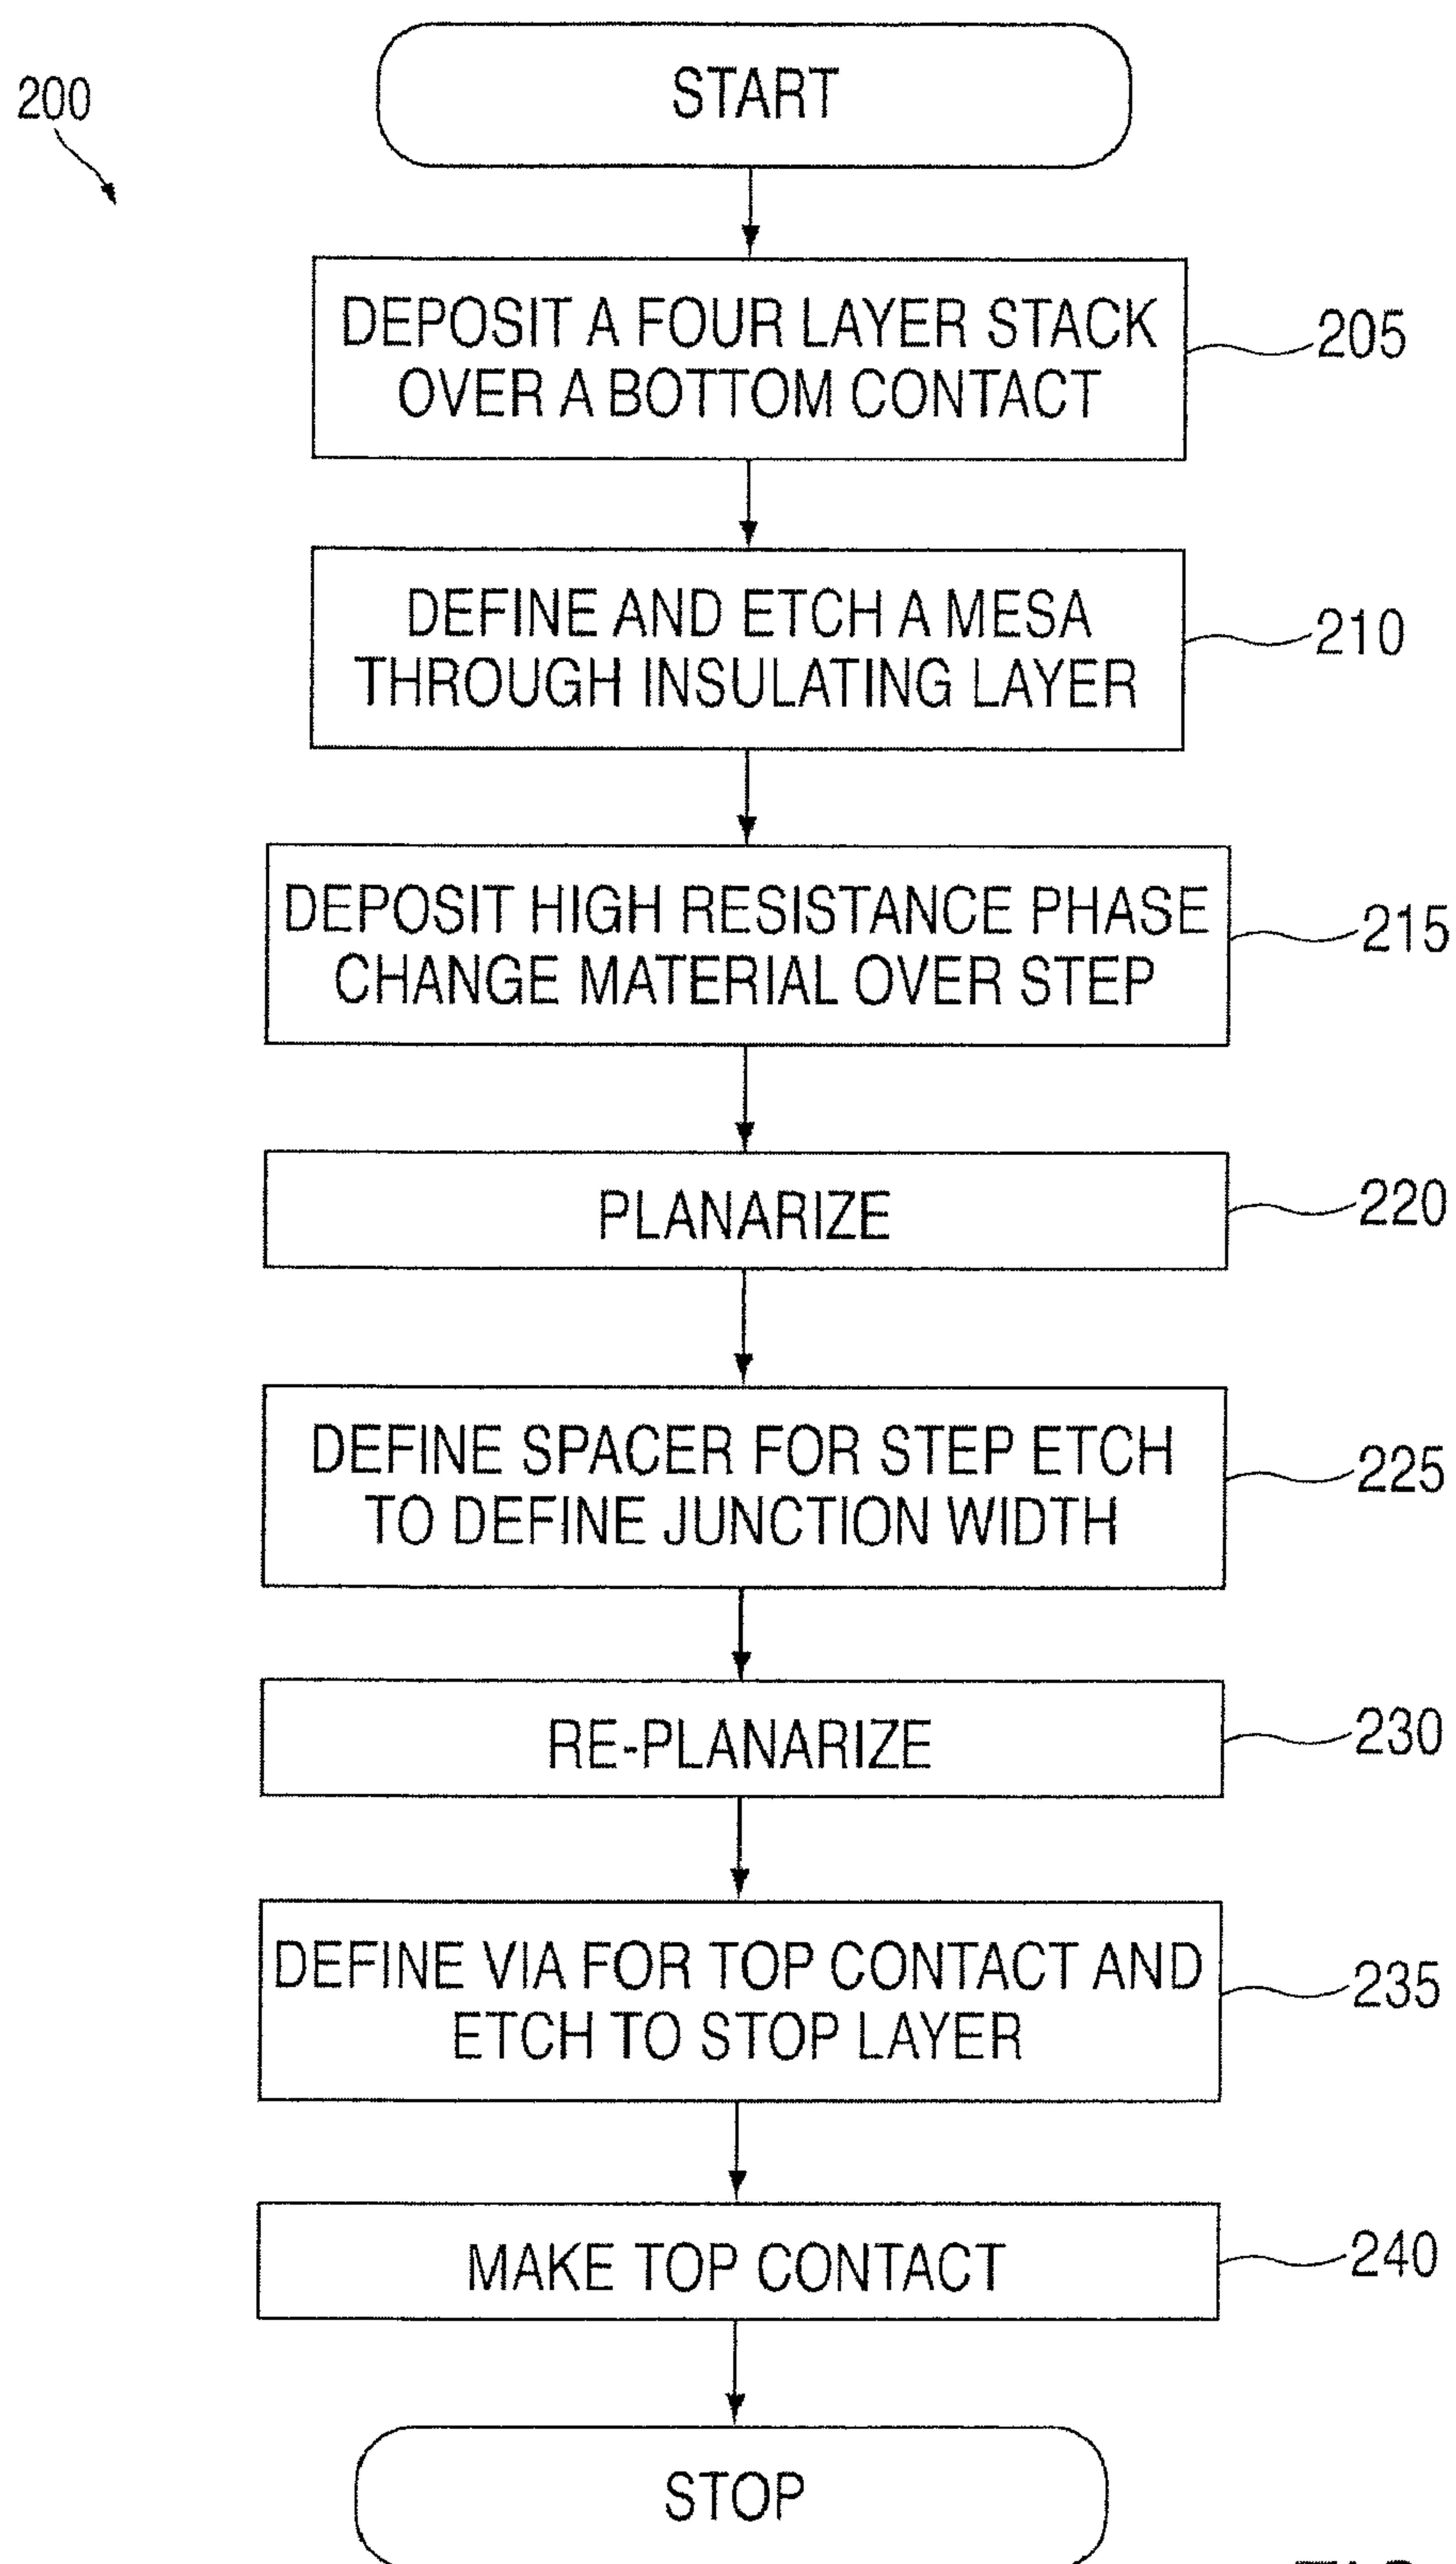 200
START
DEPOSIT A FOUR LAYER STACK
OVER A BOTTOM CONTACT
205
DEFINE AND ETCH A MESA
THROUGH INSULATING LAYER
210
DEPOSIT HIGH RESISTANCE PHASE
CHANGE MATERIAL OVER STEP
215
PLANARIZE
220
DEFINE SPACER FOR STEP ETCH
TO DEFINE JUNCTION WIDTH
225
RE-PLANARIZE
230
DEFINE VIA FOR TOP CONTACT AND
ETCH TO STOP LAYER
235
MAKE TOP CONTACT
240
STOP